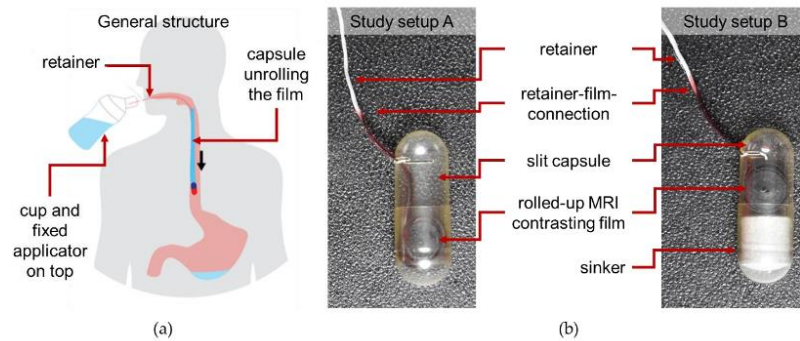 General structure
retainer
capsule
unrolling
the film
cup and
fixed
applicator
on top
(a)
Study setup A
Study setup B
retainer
retainer-film-
connection
slit capsule
rolled-up MRI
contrasting film
sinker
(b)